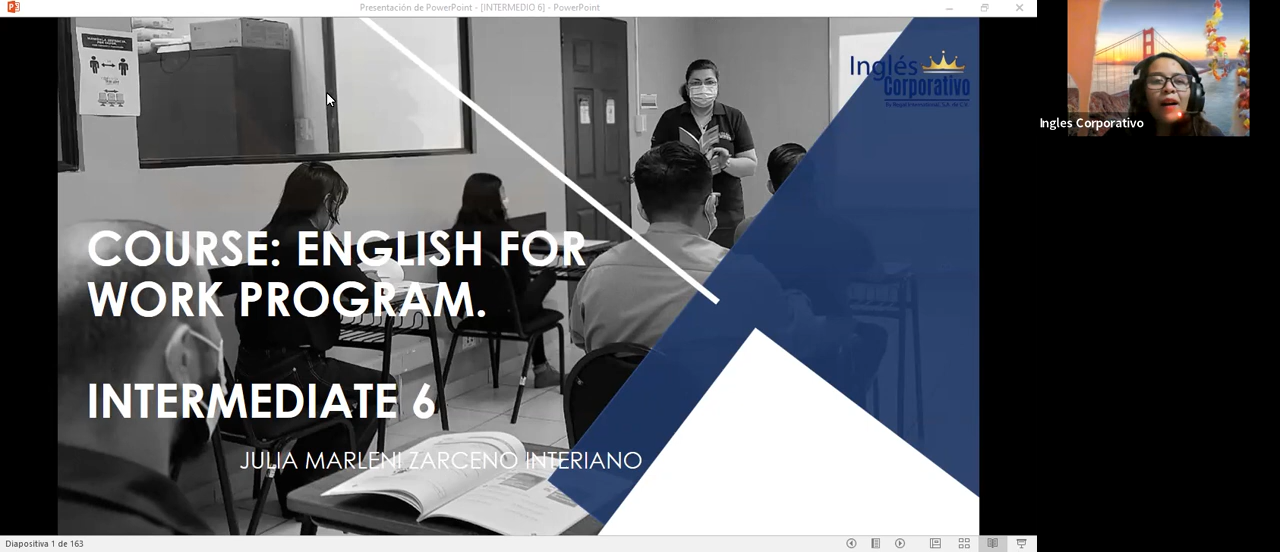 Presentación de PowerPoint - [INTERMEDIO 6] - PowerPoint
Inglés
Corporativo
COURSE: ENGLISH FOR
WORK PROGRAM.
INTERMEDIATE 6
JULIA MARLENI ZARCENO INTERIANO
Ingles Corporativo
Diapositiva 1 de 163